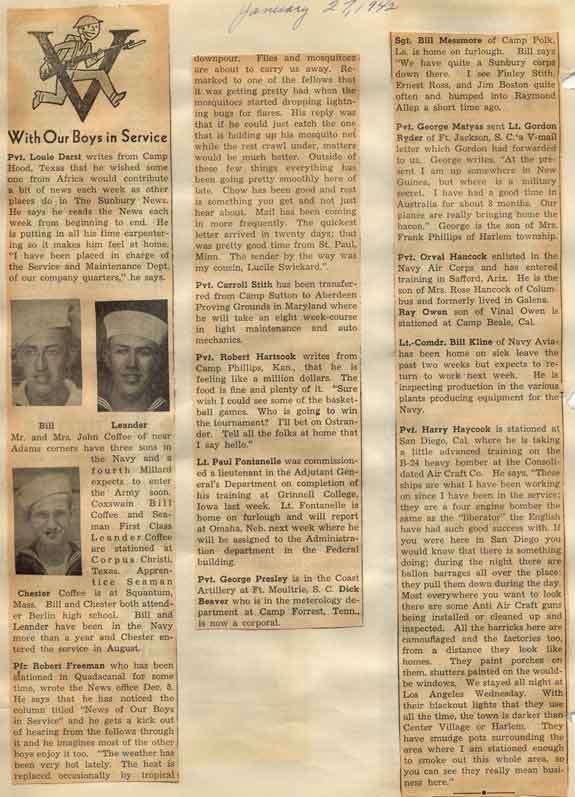 January 27, 1942
With Our Boys in Service
Pvt. Louie Darst writes from Camp
Hood, Texas that he wished some
one from Africa would contribute
a bit of news each week as other
places do in The Sunbury News.
He says he reads the News each
week from beginning to end. He
is putting in all his time carpenter-
ing so it makes him feel at home.
"I have been placed in charge of
the Service and Maintenance Dept.
of our company quarters," he says.
Bill Leander
Mr. and Mrs. John Coffee of near
Adams corners have three sons in
the Navy and a
fourth Millard
expects to enter
the Army soon.
Coxswain Bill
Coffee and Sea-
man First Class
Leander Coffee
are stationed at
Corpus Christi,
Texas. Appren-
tice Seaman
Chester Coffee is at Squantum,
Mass. Bill and Chester both attend-
er Berlin high school. Bill and
Leander have been in the Navy
more than a year and Chester en-
tered the service in August.
Pfc Robert Freeman who has been
stationed in Quadacanal for some
time, wrote the News office Dec. 3.
He says that he has noticed the
column titled "News of Our Boys
in Service" and he gets a kick out
of hearing from the fellows through
it and he imagines most of the other
boys enjoy it too. "The weather has
been very hot lately. The heat is
replaced occasionally by tropical
downpour. Flies and mosquitoes
are about to carry us away. Re-
marked to one of the fellows that
it was getting pretty bad when the
mosquitoes started dropping lightn-
ing bugs for flares. His reply was
that if he could just catch the one
that is holding up his mosquito net
while the rest crawl under, matters
would be much better. Outside of
these few things everything has
been going pretty smoothly here of
late. Chow has been good and rest
is something you get and not just
hear about. Mail has been coming
in more frequently. The quickest
letter arrived in twenty days; that
was pretty good time from St. Paul,
Minn. The sender by the way was
my cousin, Lucile Swickard."
Pvt. Carroll Stith has been transfer-
red from Camp Sutton to Aberdeen
Proving Grounds in Maryland where
he will take an eight week-course
in light maintenance and auto
mechanics.
Pvt. Robert Hartsook writes from
Camp Phillips, Kan., that he is
feeling like a million dollars. The
food is fine and plenty of it. "Sure
wish I could see some of the basket-
ball games. Who is going to win
the tournament? I'll bet on Ostran-
der. Tell all the folks at home that
I say hello."
Lt. Paul Fontanelle was commission-
ed a lieutenant in the Adjutant Gen-
eral's Department on completion of
his training at Grinnell College,
Iowa last week. Lt. Fontanelle is
home on furlough and will report
at Omaha, Neb. next week where he
will be assigned to the Administra-
tion department in the Federal
building.
Pvt. George Presley is in the Coast
Artillery at Ft. Moultrie, S. C. Dick
Beaver who is in the meterology de-
partment at Camp Forrest, Tenn.,
is now a corporal.
Sgt. Bill Messmore of Camp Polk,
La. is home on furlough. Bill says
"We have quite a Sunbury corps
down there. I see Finley Stith,
Ernest Ross, and Jim Boston quite
often and bumped into Raymond
Allen a short time ago.
Pvt. George Matyas sent Lt. Gordon
Ryder of Ft. Jackson, S. C. a V-mail
letter which Gordon had forwarded
to us. George writes, "At the pre-
sent I am up somewhere in New
Guinea, but where is a military
secret. I have had a good time in
Australia for about 8 months. Our
planes are really bringing home the
bacon." George is the son of Mrs.
Frank Phillips of Harlem township.
Pvt. Orval Hancock enlisted in the
Navy Air Corps and has entered
training in Safford, Ariz. He is the
son of Mrs. Rose Hancock of Colum-
bus and formerly lived in Galena.
Ray Owen son of Vinal Owen is
stationed at Camp Beale, Cal.
Lt.-Comdr. Bill Kline of Navy Avia-
has been home on sick leave the
past two weeks but expects to re-
turn to work next week. He is
inspecting production in the various
plants producing equipment for the
Navy.
Pvt. Harry Haycook is stationed at
San Diego, Cal. where he is taking
a little advanced training on the
B-24 heavy bomber at the Consoli-
dated Air Craft Co. He says, "These
ships are what I have been working
on since I have been in the service;
they are a four engine bomber the
same as the "liberator" the English
have had such good success with. If
you were here in San Diego you
would know that there is something
doing; during the night there are
ballon barrages all over the place;
they pull them down during the day.
Most everywhere you want to look
there are some Anti Air Craft guns
being installed or cleaned up and
inspected. All the barricks here are
camouflaged and the factories too,
from a distance they look like
homes. They paint porches on
them, shutters painted on the would-
be windows. We stayed all night at
Los Angeles Wednesday. With
their blackout lights that they use
all the time, the town is darker than
Center Village or Harlem. They
have smudge pots surrounding the
area where I am stationed enough
to smoke out this whole area, so
you can see they really mean busi-
ness here."